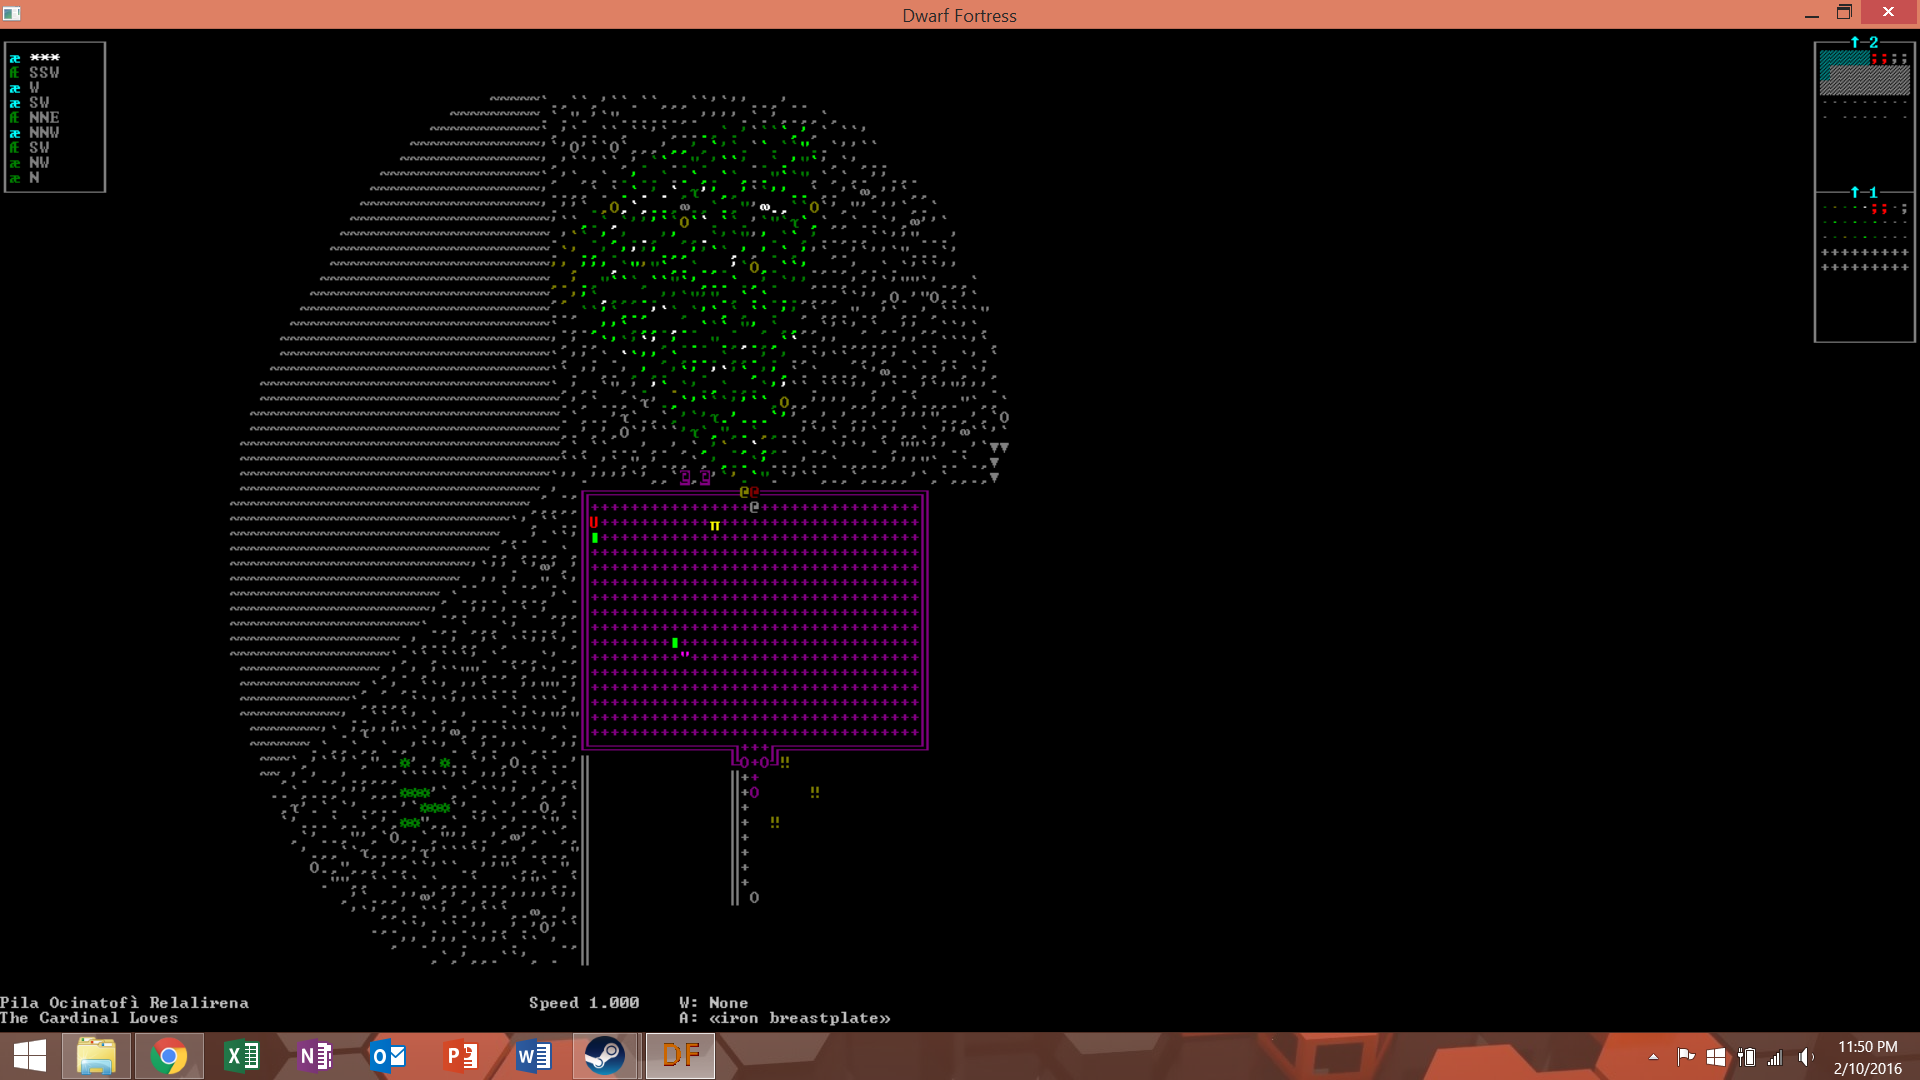 Dwarf Fortress
æ ***
Æ SSW
æ W
æ SW
Æ NNE
æ NNW
Æ SW
æ NW
æ N
↑ 2
↑ 1
Pila Ocinatofì Relalirena
The Cardinal Loves
Speed 1.000
W: None
A: «iron breastplate»
DF
11:50 PM
2/10/2016